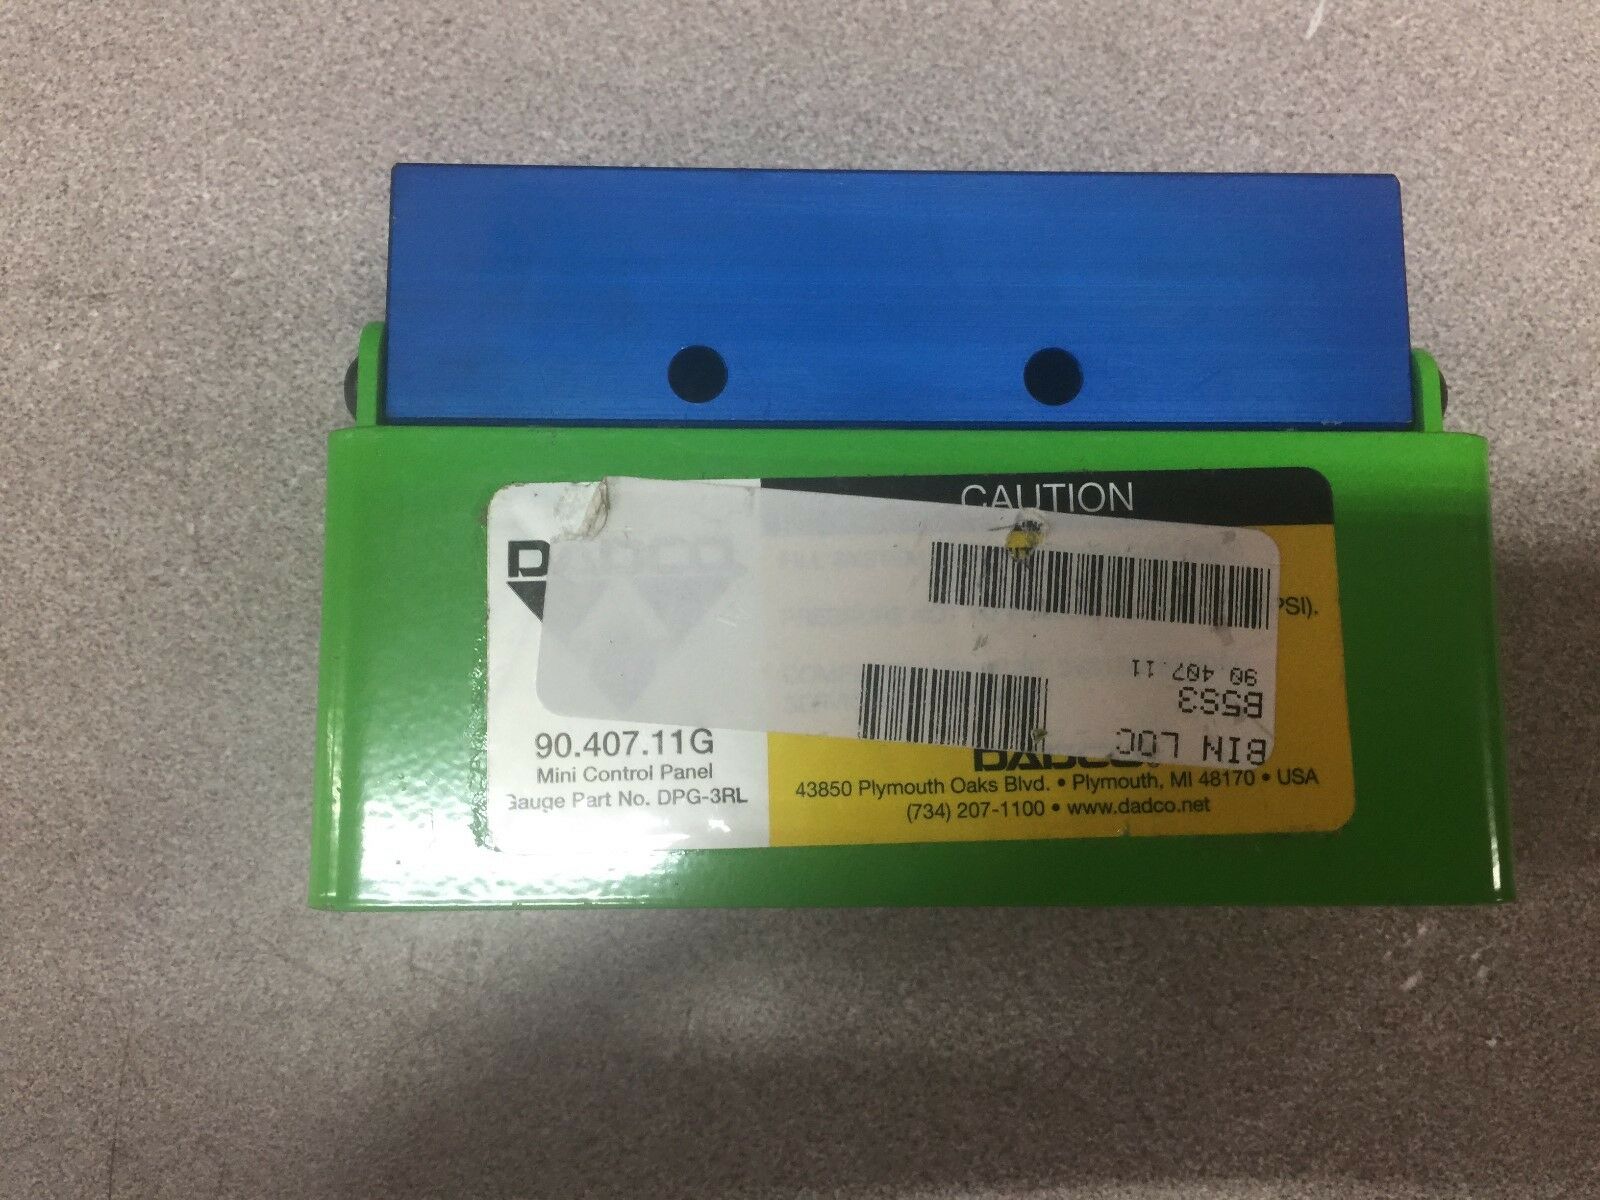 CAUTION
PSI).
90.407.11G
Mini Control Panel
Gauge Part No. DPG-3RL
DADCO
43850 Plymouth Oaks Blvd. • Plymouth, MI 48170 • USA
(734) 207-1100 • www.dadco.net
BIN LOC
B5S3
90.407.11